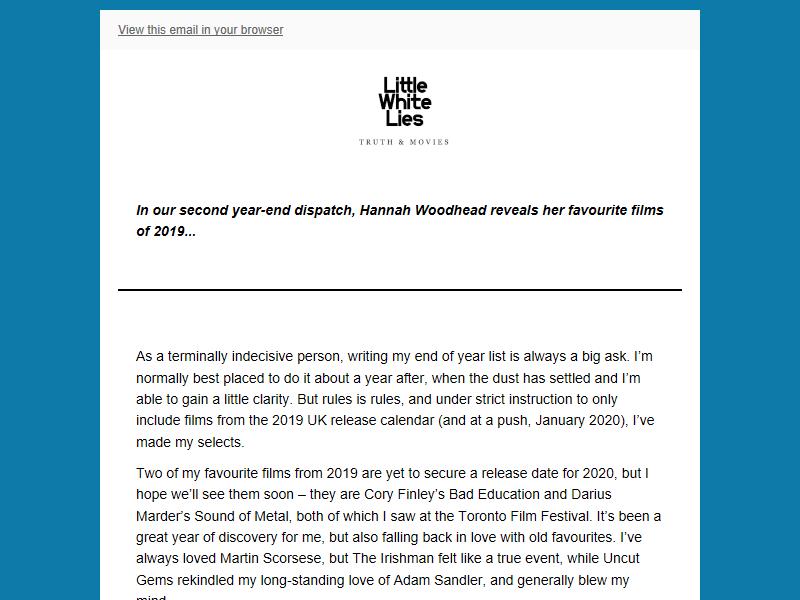 View this email in your browser
Little
White
Lies
TRUTH & MOVIES
In our second year-end dispatch, Hannah Woodhead reveals her favourite films
of 2019...
As a terminally indecisive person, writing my end of year list is always a big ask. I’m
normally best placed to do it about a year after, when the dust has settled and I’m
able to gain a little clarity. But rules is rules, and under strict instruction to only
include films from the 2019 UK release calendar (and at a push, January 2020), I’ve
made my selects.
Two of my favourite films from 2019 are yet to secure a release date for 2020, but I
hope we’ll see them soon – they are Cory Finley’s Bad Education and Darius
Marder’s Sound of Metal, both of which I saw at the Toronto Film Festival. It’s been a
great year of discovery for me, but also falling back in love with old favourites. I’ve
always loved Martin Scorsese, but The Irishman felt like a true event, while Uncut
Gems rekindled my long-standing love of Adam Sandler, and generally blew my
mind